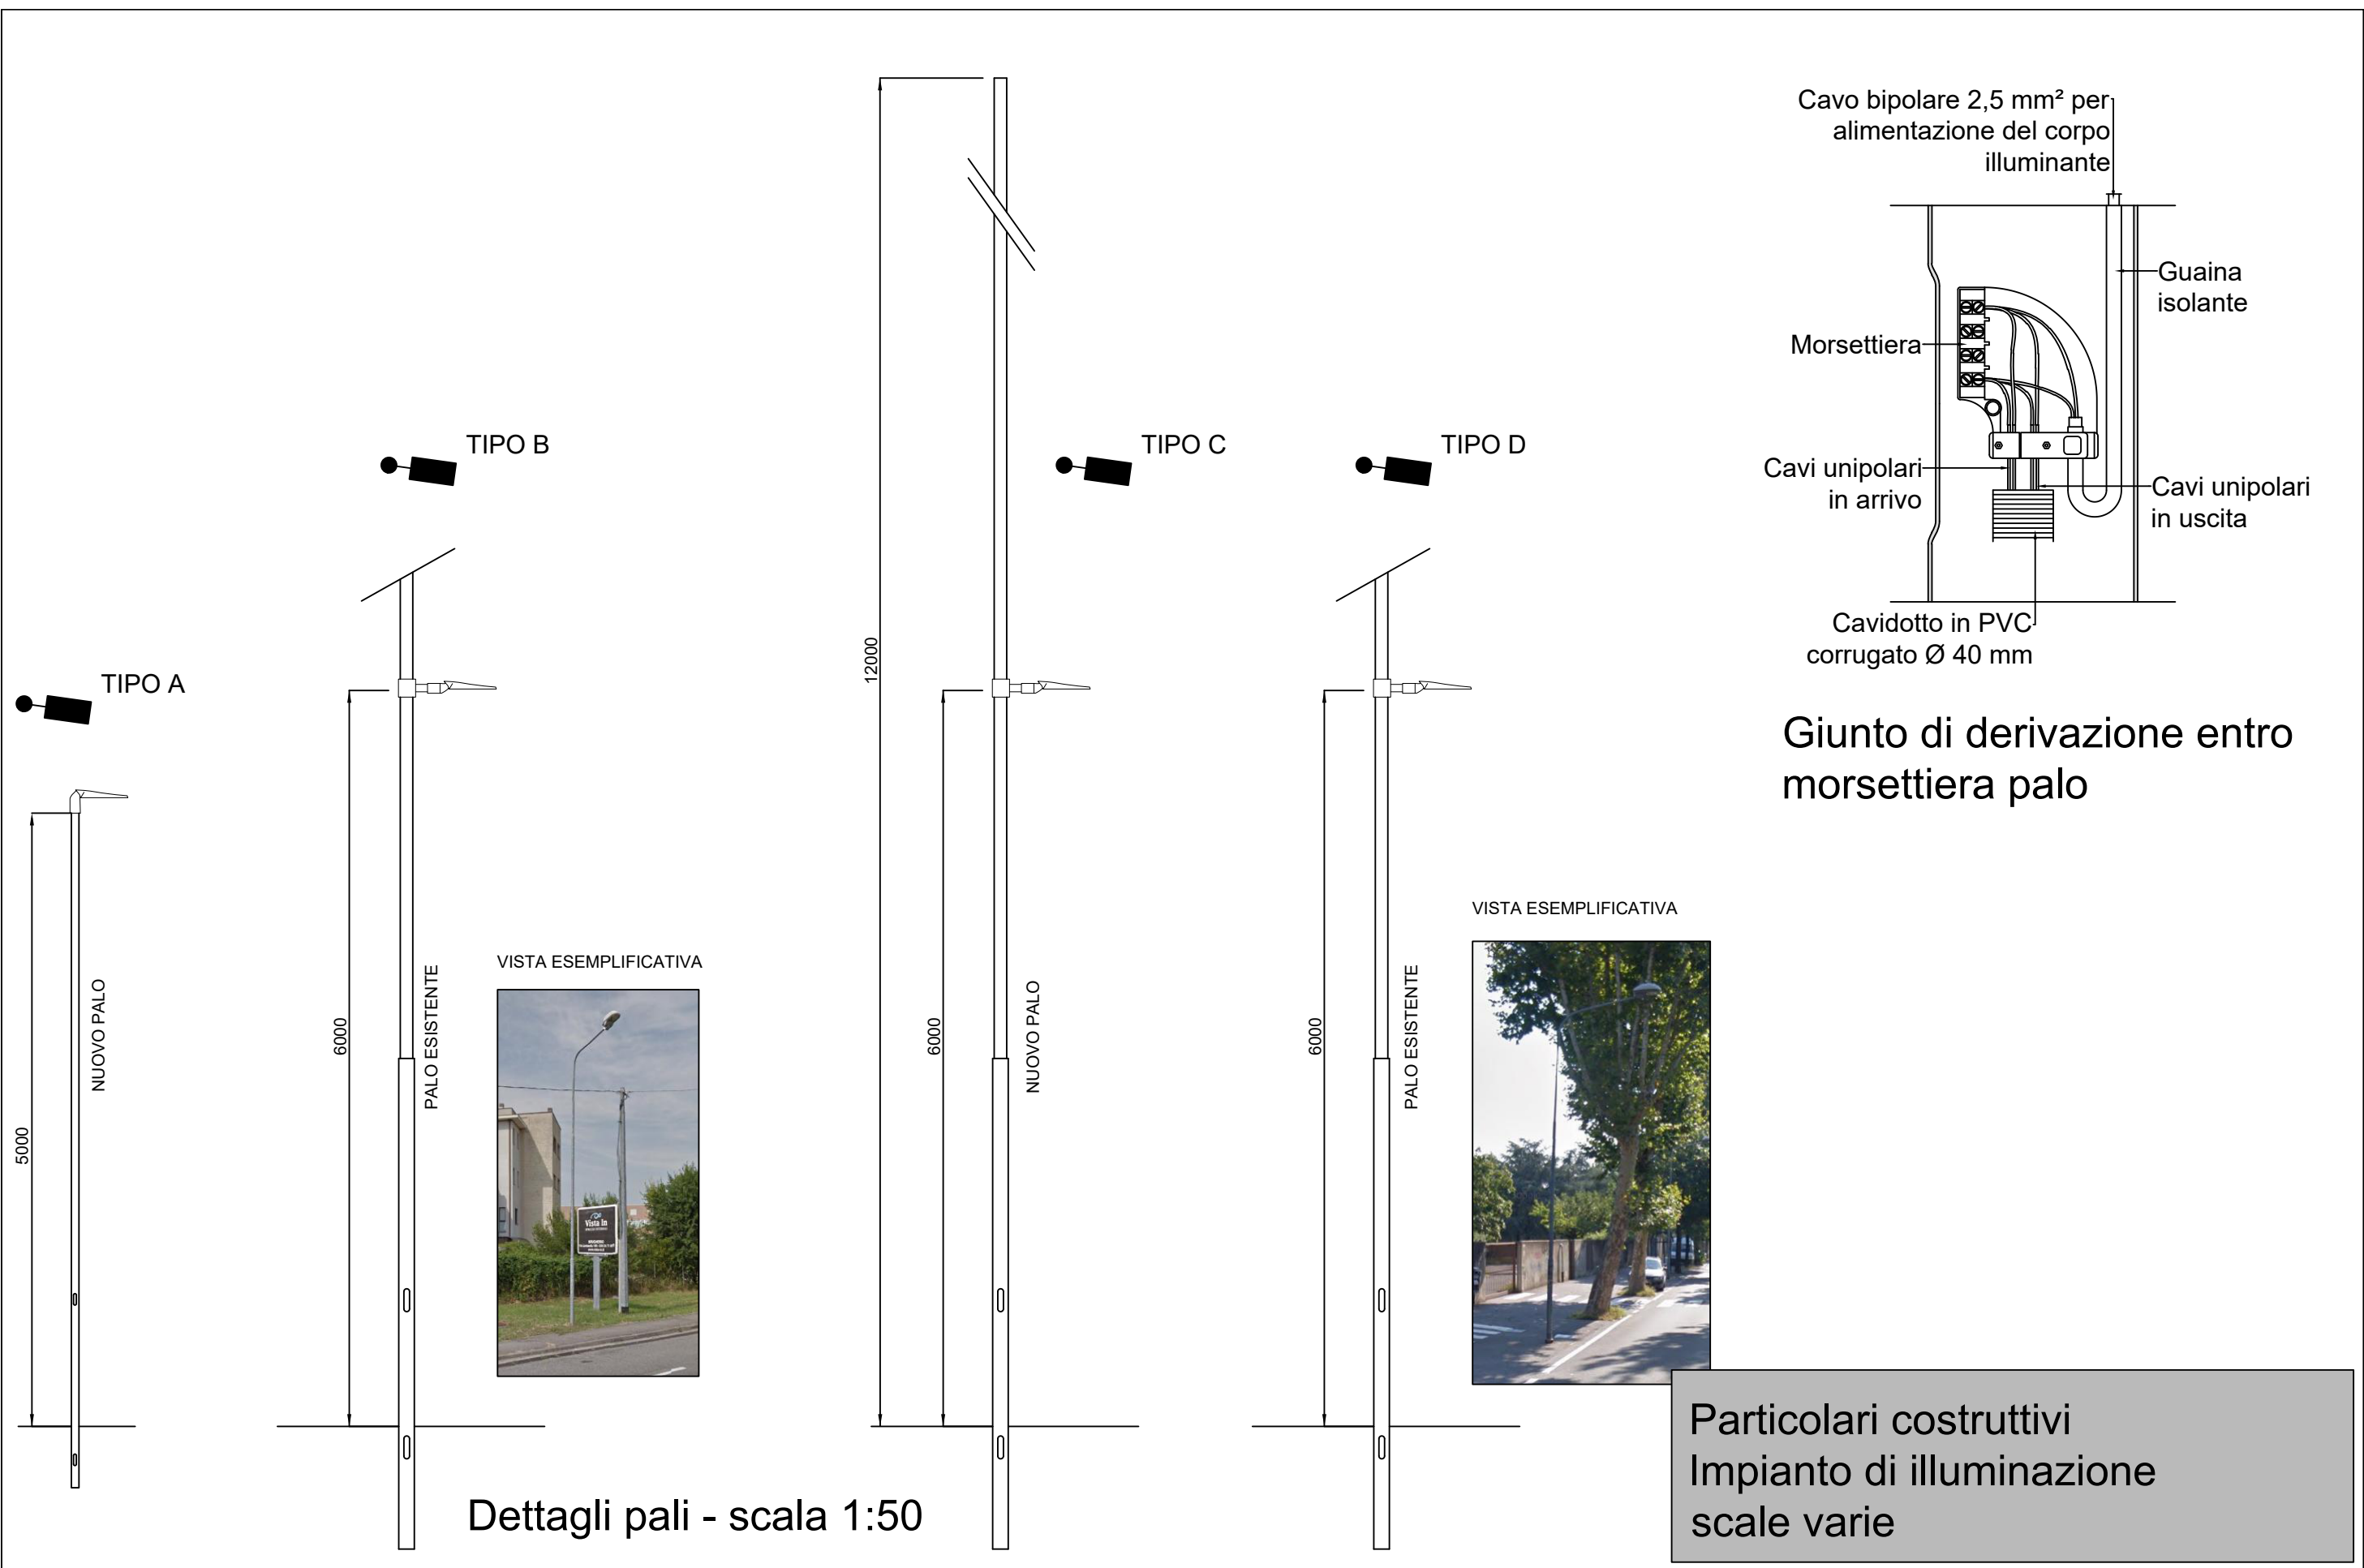 Cavo bipolare 2,5 mm² per
alimentazione del corpo
illuminante
Guaina
isolante
Morsettiera
Cavi unipolari
in arrivo
Cavi unipolari
in uscita
Cavidotto in PVC
corrugato Ø 40 mm
Giunto di derivazione entro
morsettiera palo
TIPO A
5000
NUOVO PALO
TIPO B
6000
PALO ESISTENTE
VISTA ESEMPLIFICATIVA
Vista In
TIPO C
12000
6000
NUOVO PALO
TIPO D
6000
PALO ESISTENTE
VISTA ESEMPLIFICATIVA
Dettagli pali - scala 1:50
Particolari costruttivi
Impianto di illuminazione
scale varie